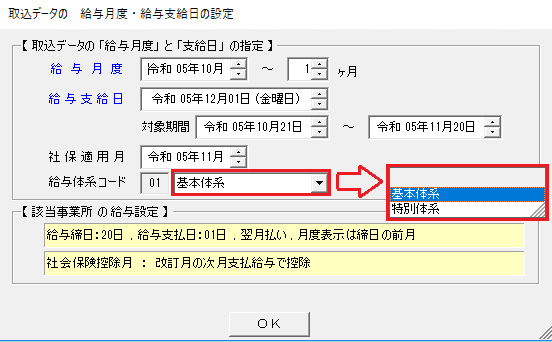 取込データの　給与月度・給与支給日の設定
【 取込データの「給与月度」と「支給日」の指定 】
給 与 月 度 令和 05年10月 ～ 1 ヶ月
給与支給日 令和 05年12月01日（金曜日）
対象期間 令和 05年10月21日 ～ 令和 05年11月20日
社保適用月 令和 05年11月
給与体系コード 01 基本体系
基本体系
特別体系
【 該当事業所 の給与設定 】
給与締日：20日 , 給与支払日：01日 , 翌月払い , 月度表示は締日の前月
社会保険控除月 ： 改訂月の次月支払給与で控除
ＯＫ